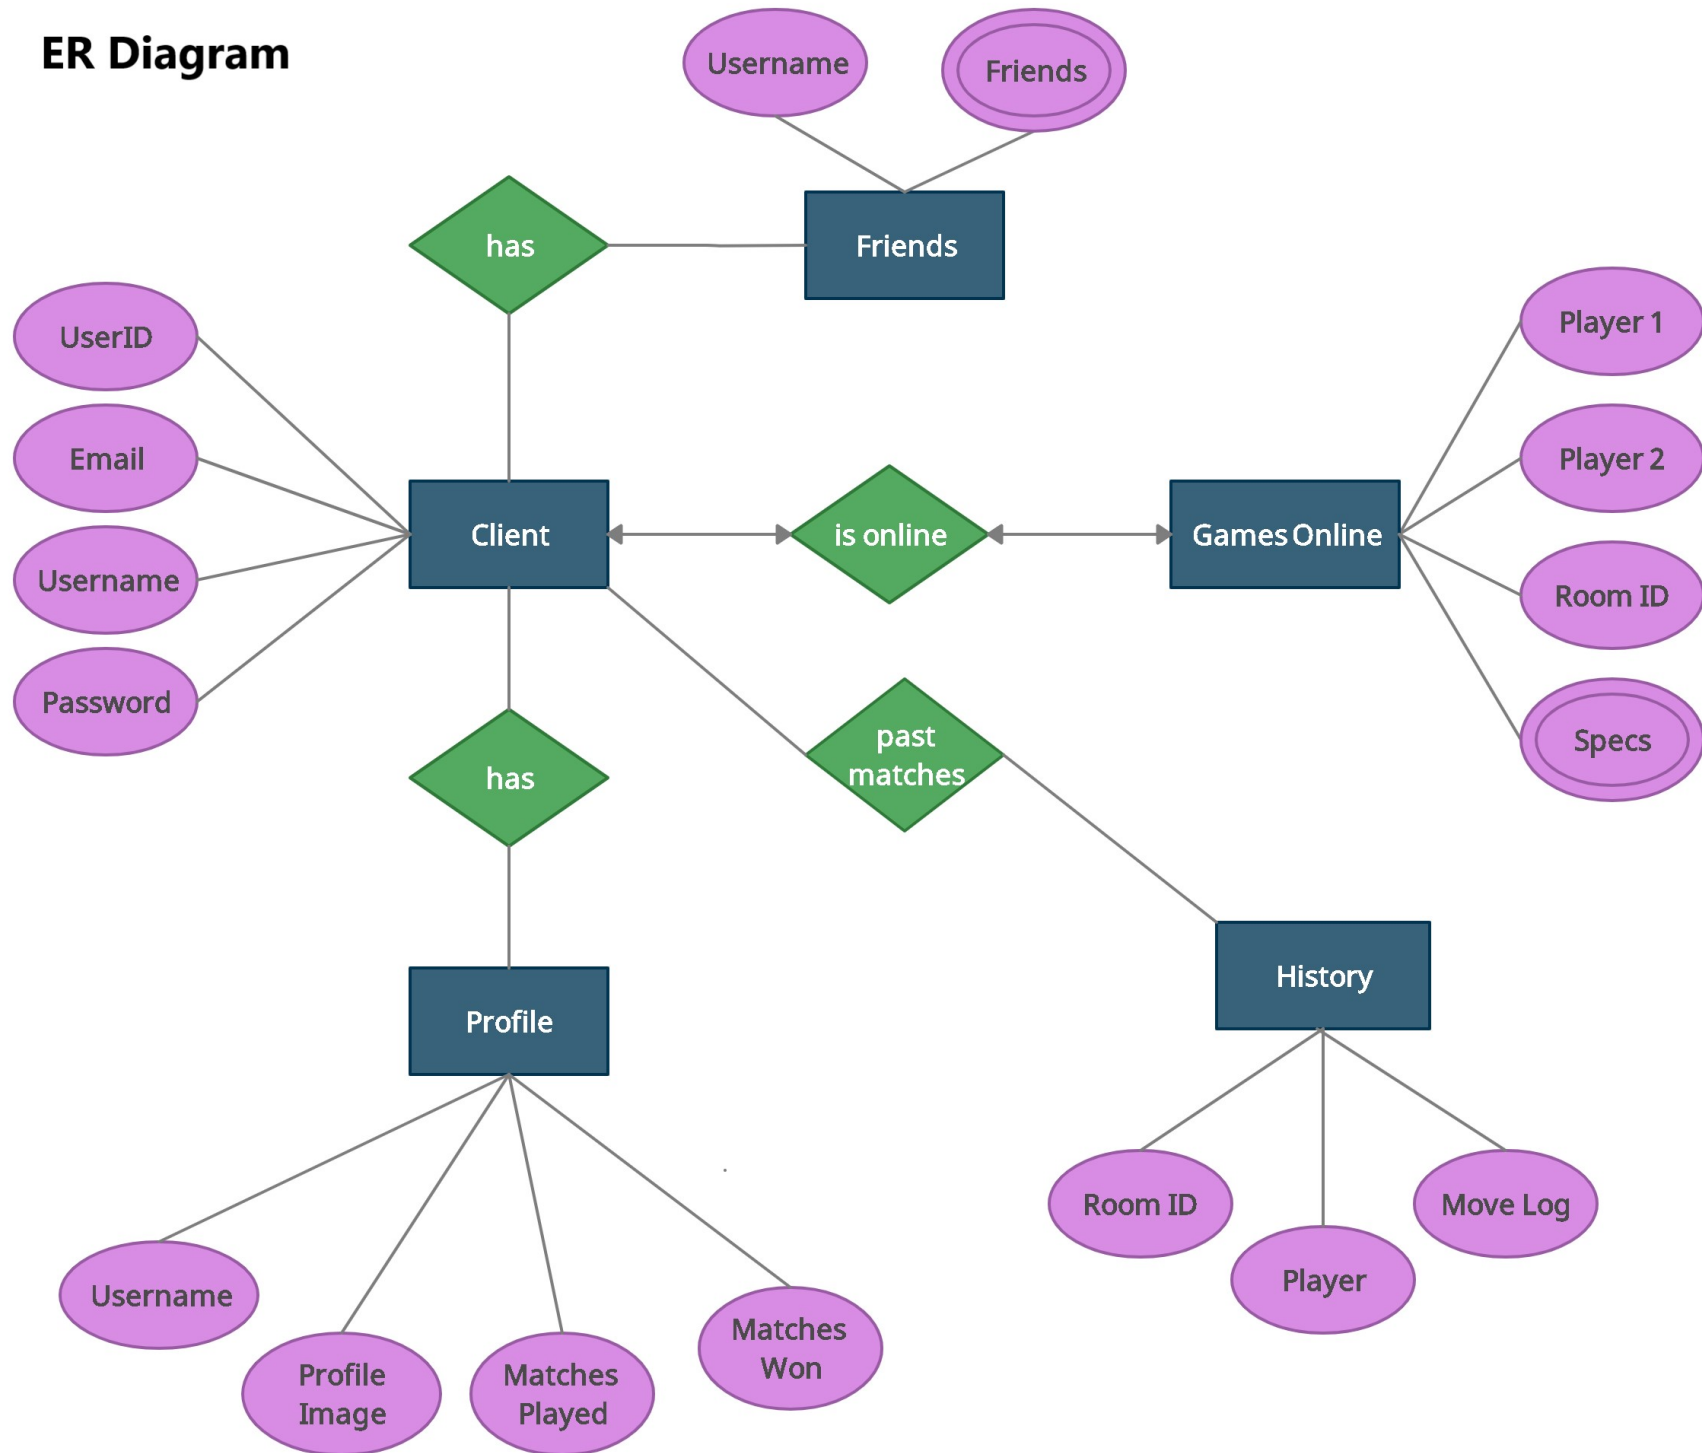 ER Diagram
Username
Friends
has
Friends
UserID
Email
Username
Password
Client
is online
Games Online
Player 1
Player 2
Room ID
Specs
has
past
matches
Profile
History
Username
Profile
Image
Matches
Played
Matches
Won
Room ID
Player
Move Log